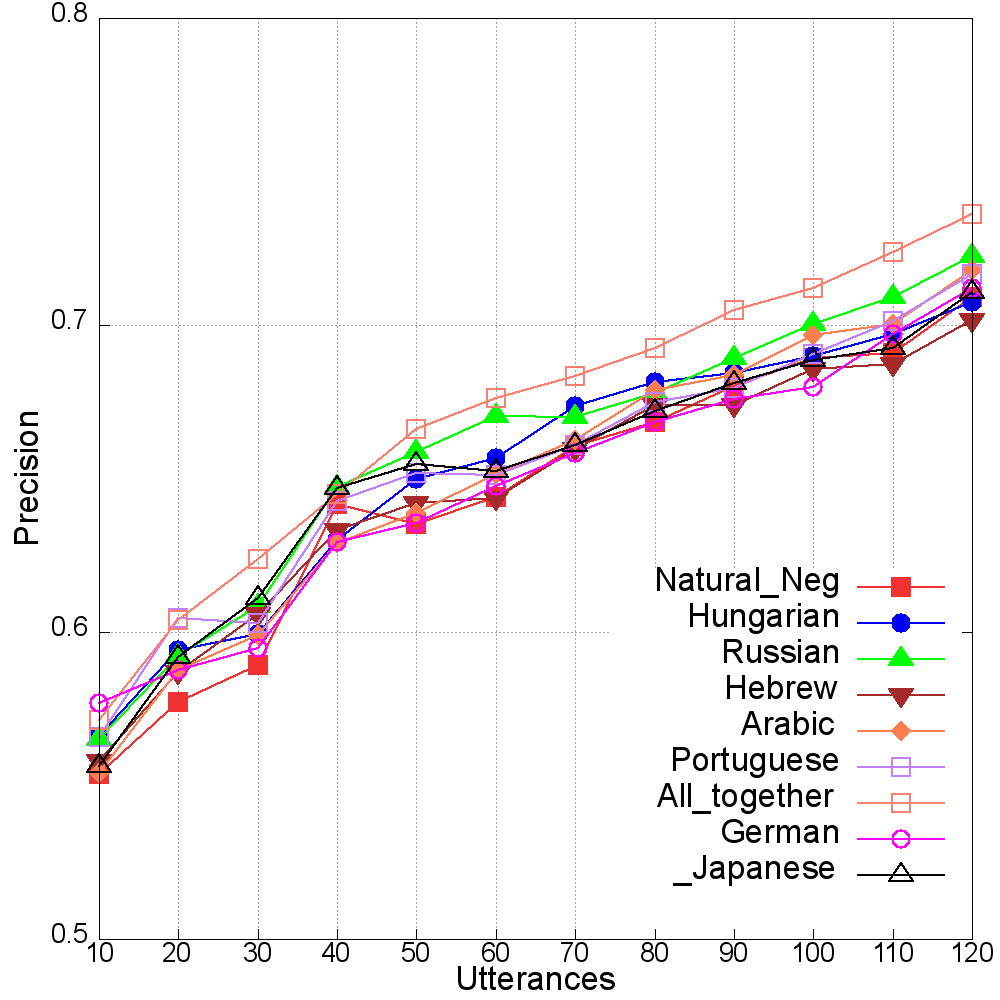 0.8
0.7
0.6
0.5
Precision
Natural_Neg
Hungarian
Russian
Hebrew
Arabic
Portuguese
All_together
German
_Japanese
10 20 30 40 50 60 70 80 90 100 110 120
Utterances